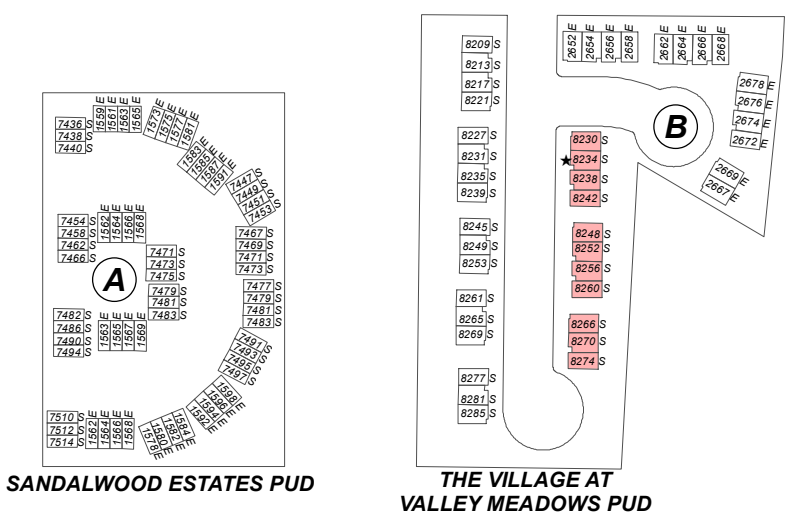 7436 S
7438 S
7440 S
1559 E
1561 E
1563 E
1565 E
1573 E
1575 E
1577 E
1581 E
1583 E
1585 E
1587 E
1591 E
7447 S
7449 S
7451 S
7453 S
7454 S
7458 S
7462 S
7466 S
1562 E
1564 E
1566 E
1568 E
7471 S
7473 S
7475 S
7467 S
7469 S
7471 S
7473 S
A
7479 S
7481 S
7483 S
7477 S
7479 S
7481 S
7483 S
7482 S
7486 S
7490 S
7494 S
1563 E
1565 E
1567 E
1569 E
7491 S
7493 S
7495 S
7497 S
1598 E
1596 E
1594 E
1592 E
7510 S
7512 S
7514 S
1562 E
1564 E
1566 E
1568 E
1584 E
1582 E
1580 E
1578 E
SANDALWOOD ESTATES PUD
8209 S
8213 S
8217 S
8221 S
8227 S
8231 S
8235 S
8239 S
8245 S
8249 S
8253 S
8261 S
8265 S
8269 S
8277 S
8281 S
8285 S
2652 E
2654 E
2656 E
2658 E
2662 E
2664 E
2666 E
2668 E
2678 E
2676 E
2674 E
2672 E
2669 E
2667 E
B
8230 S
8234 S
8238 S
8242 S
8248 S
8252 S
8256 S
8260 S
8266 S
8270 S
8274 S
THE VILLAGE AT
VALLEY MEADOWS PUD